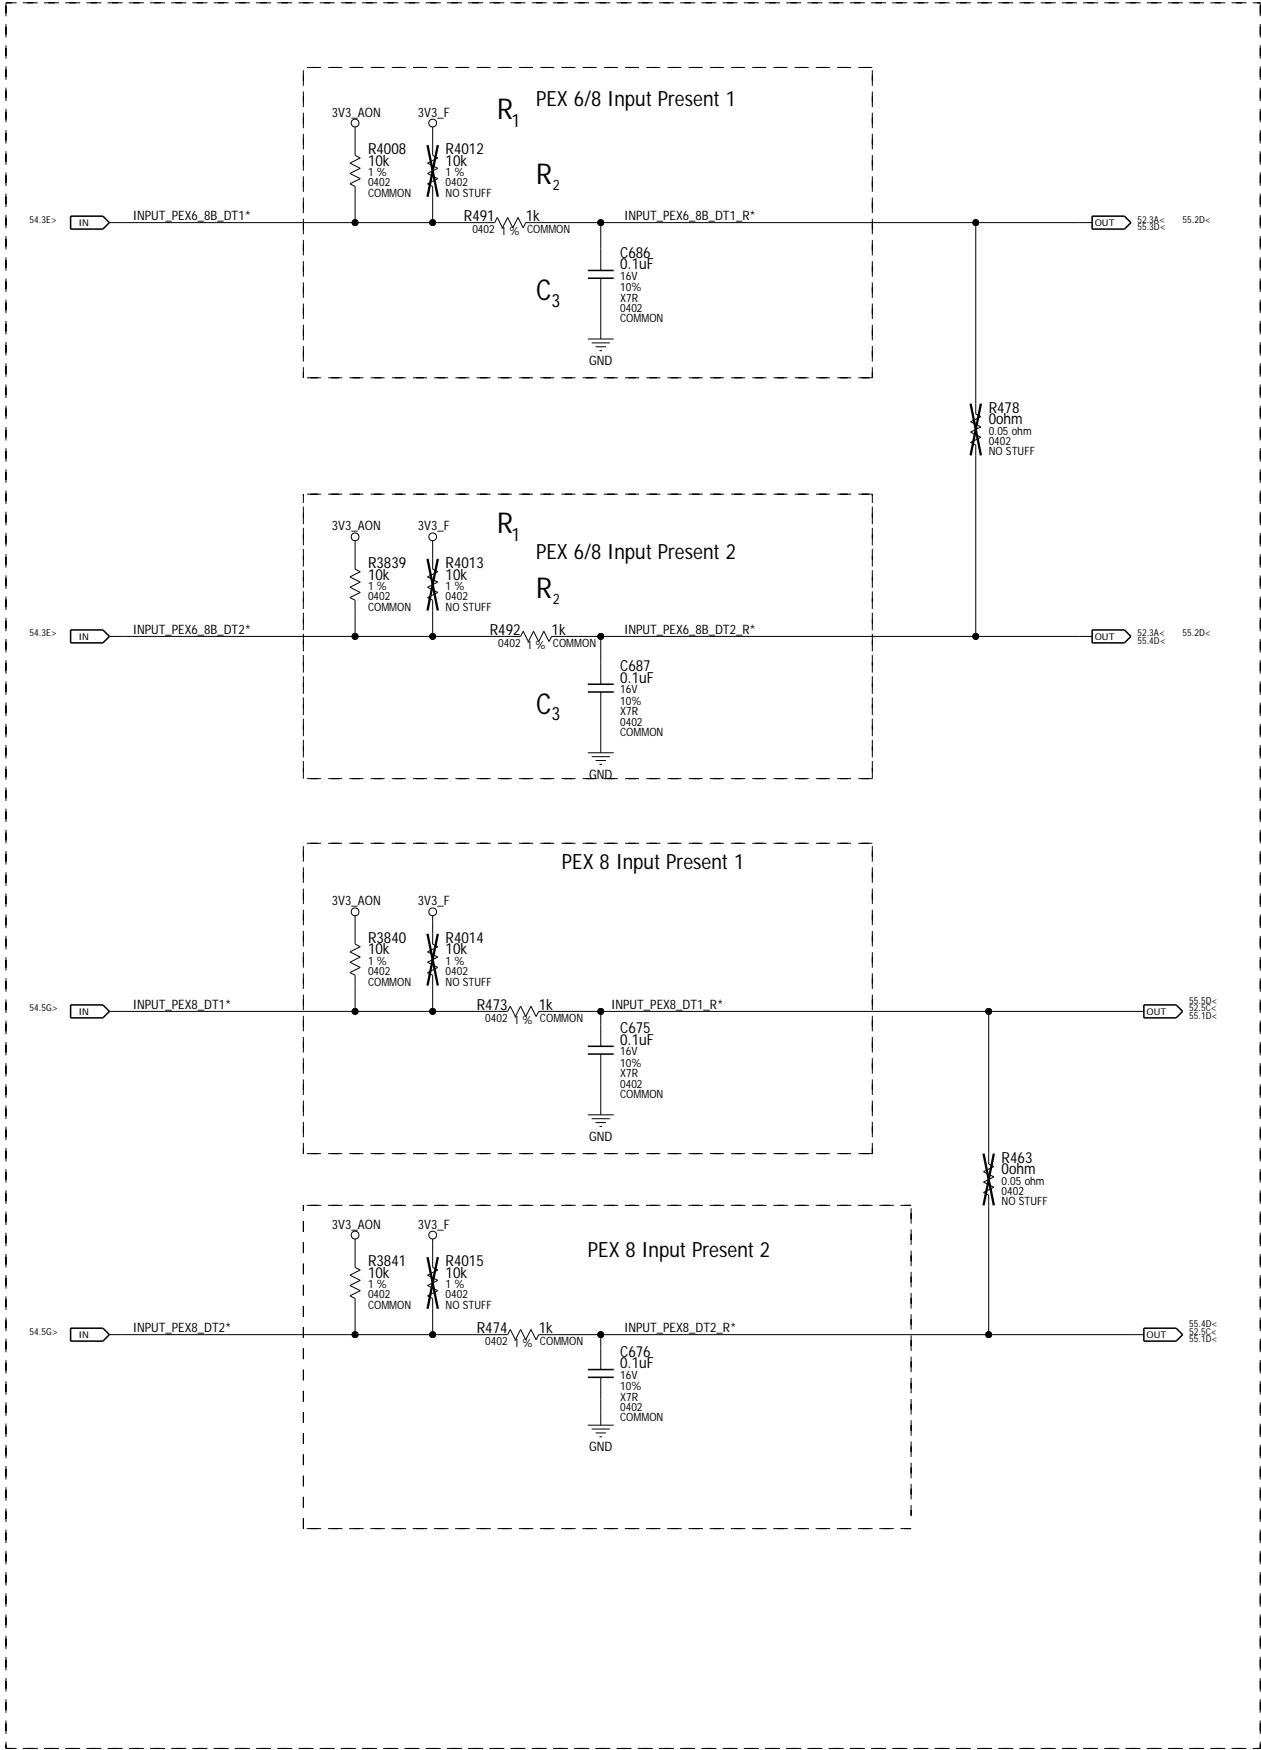 PEX 6/8 Input Present 1
R1
3V3_AON
3V3_F
R4008
10k
1 %
0402
COMMON
R4012
10k
1 %
0402
NO STUFF
R2
54.3E>
IN
INPUT_PEX6_8B_DT1*
R491
1k
0402
1 %
COMMON
INPUT_PEX6_8B_DT1_R*
OUT
52.3A<
55.3D<
55.2D<
C3
C686
0.1uF
16V
10%
X7R
0402
COMMON
GND
R478
0ohm
0.05 ohm
0402
NO STUFF
R1
PEX 6/8 Input Present 2
3V3_AON
3V3_F
R3839
10k
1 %
0402
COMMON
R4013
10k
1 %
0402
NO STUFF
R2
54.3E>
IN
INPUT_PEX6_8B_DT2*
R492
1k
0402
1 %
COMMON
INPUT_PEX6_8B_DT2_R*
OUT
52.3A<
55.4D<
55.2D<
C3
C687
0.1uF
16V
10%
X7R
0402
COMMON
GND
PEX 8 Input Present 1
3V3_AON
3V3_F
R3840
10k
1 %
0402
COMMON
R4014
10k
1 %
0402
NO STUFF
54.5G>
IN
INPUT_PEX8_DT1*
R473
1k
0402
1 %
COMMON
INPUT_PEX8_DT1_R*
OUT
55.5D<
52.5C<
55.1D<
C675
0.1uF
16V
10%
X7R
0402
COMMON
GND
R463
0ohm
0.05 ohm
0402
NO STUFF
PEX 8 Input Present 2
3V3_AON
3V3_F
R3841
10k
1 %
0402
COMMON
R4015
10k
1 %
0402
NO STUFF
54.5G>
IN
INPUT_PEX8_DT2*
R474
1k
0402
1 %
COMMON
INPUT_PEX8_DT2_R*
OUT
55.4D<
52.5C<
55.1D<
C676
0.1uF
16V
10%
X7R
0402
COMMON
GND